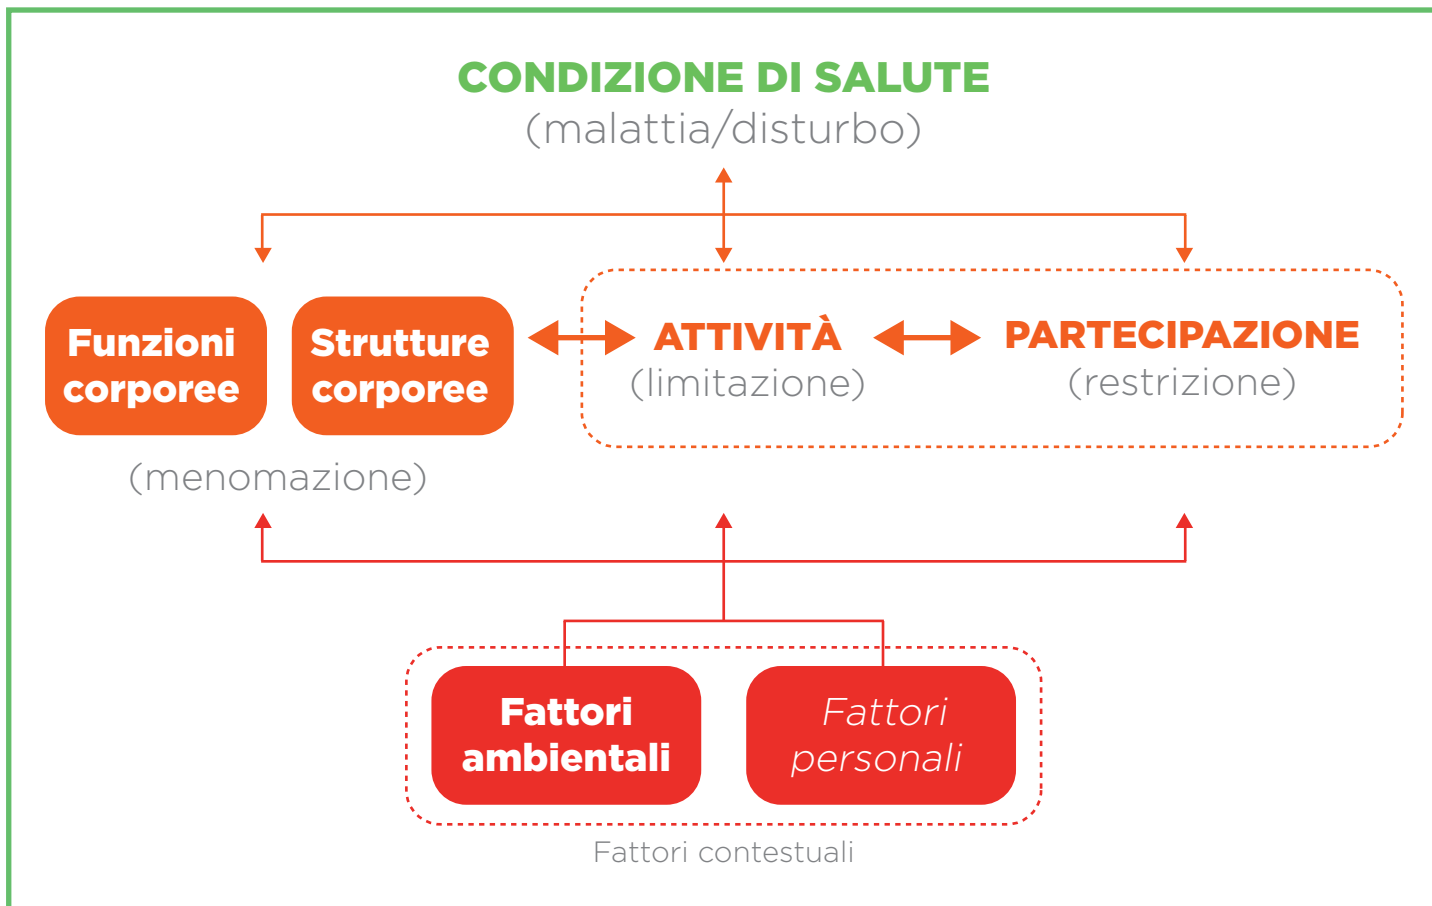 CONDIZIONE DI SALUTE
(malattia/disturbo)
Funzioni
corporee
Strutture
corporee
(menomazione)
ATTIVITÀ
(limitazione)
PARTECIPAZIONE
(restrizione)
Fattori
ambientali
Fattori
personali
Fattori contestuali